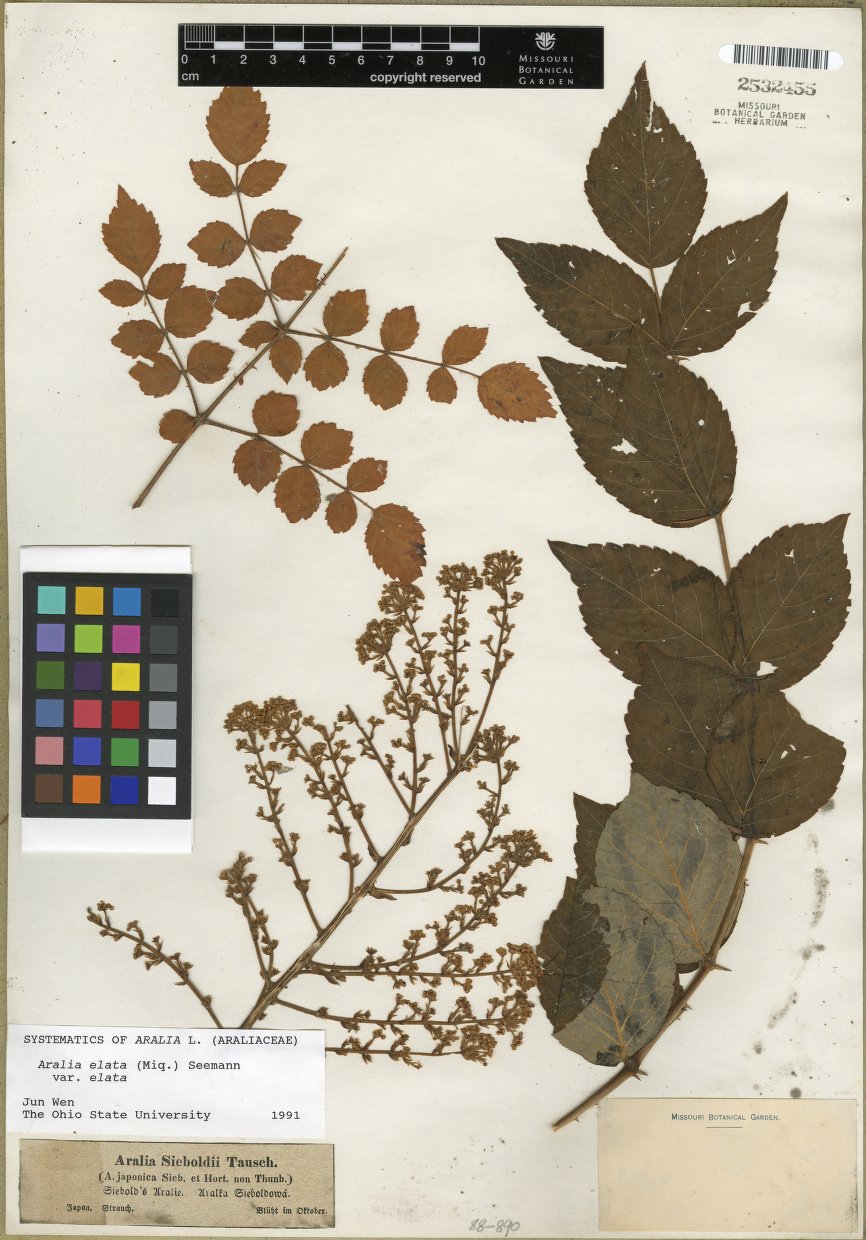 0 1 2 3 4 5 6 7 8 9 10
cm
copyright reserved
MISSOURI
BOTANICAL
GARDEN
2532455
MISSOURI
BOTANICAL GARDEN
HERBARIUM
SYSTEMATICS OF ARALIA L. (ARALIACEAE)
Aralia elata (Miq.) Seemann
var. elata
Jun Wen
The Ohio State University 1991
Aralia Sieboldii Tausch.
(A. japonica Sieb. et Hort. non Thunb.)
Siebold's Aralie. Aralka Sieboldowá.
Japan. Strauch. Blüht im Oktober.
MISSOURI BOTANICAL GARDEN.
88-890